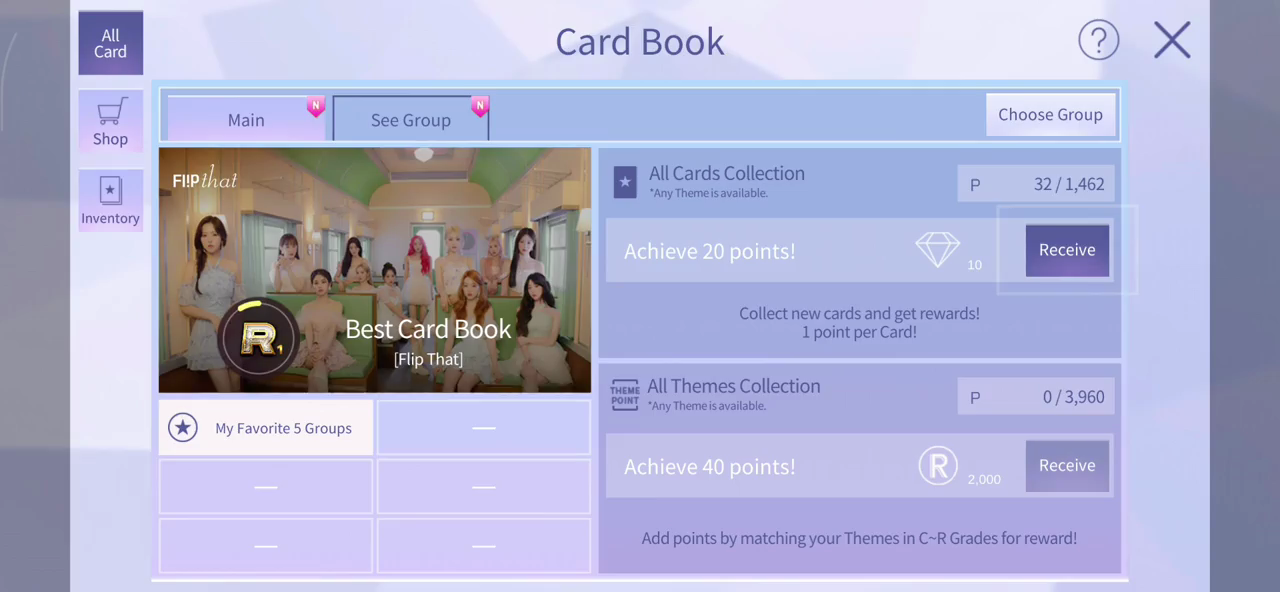 All
Card
Card Book
?
Shop
Inventory
Main
N
See Group
N
Choose Group
FI!P that
R 1
Best Card Book
[Flip That]
My Favorite 5 Groups
All Cards Collection
*Any Theme is available.
P 32 / 1,462
Achieve 20 points!
10
Receive
Collect new cards and get rewards!
1 point per Card!
THEME
POINT
All Themes Collection
*Any Theme is available.
P 0 / 3,960
Achieve 40 points!
R
2,000
Receive
Add points by matching your Themes in C~R Grades for reward!